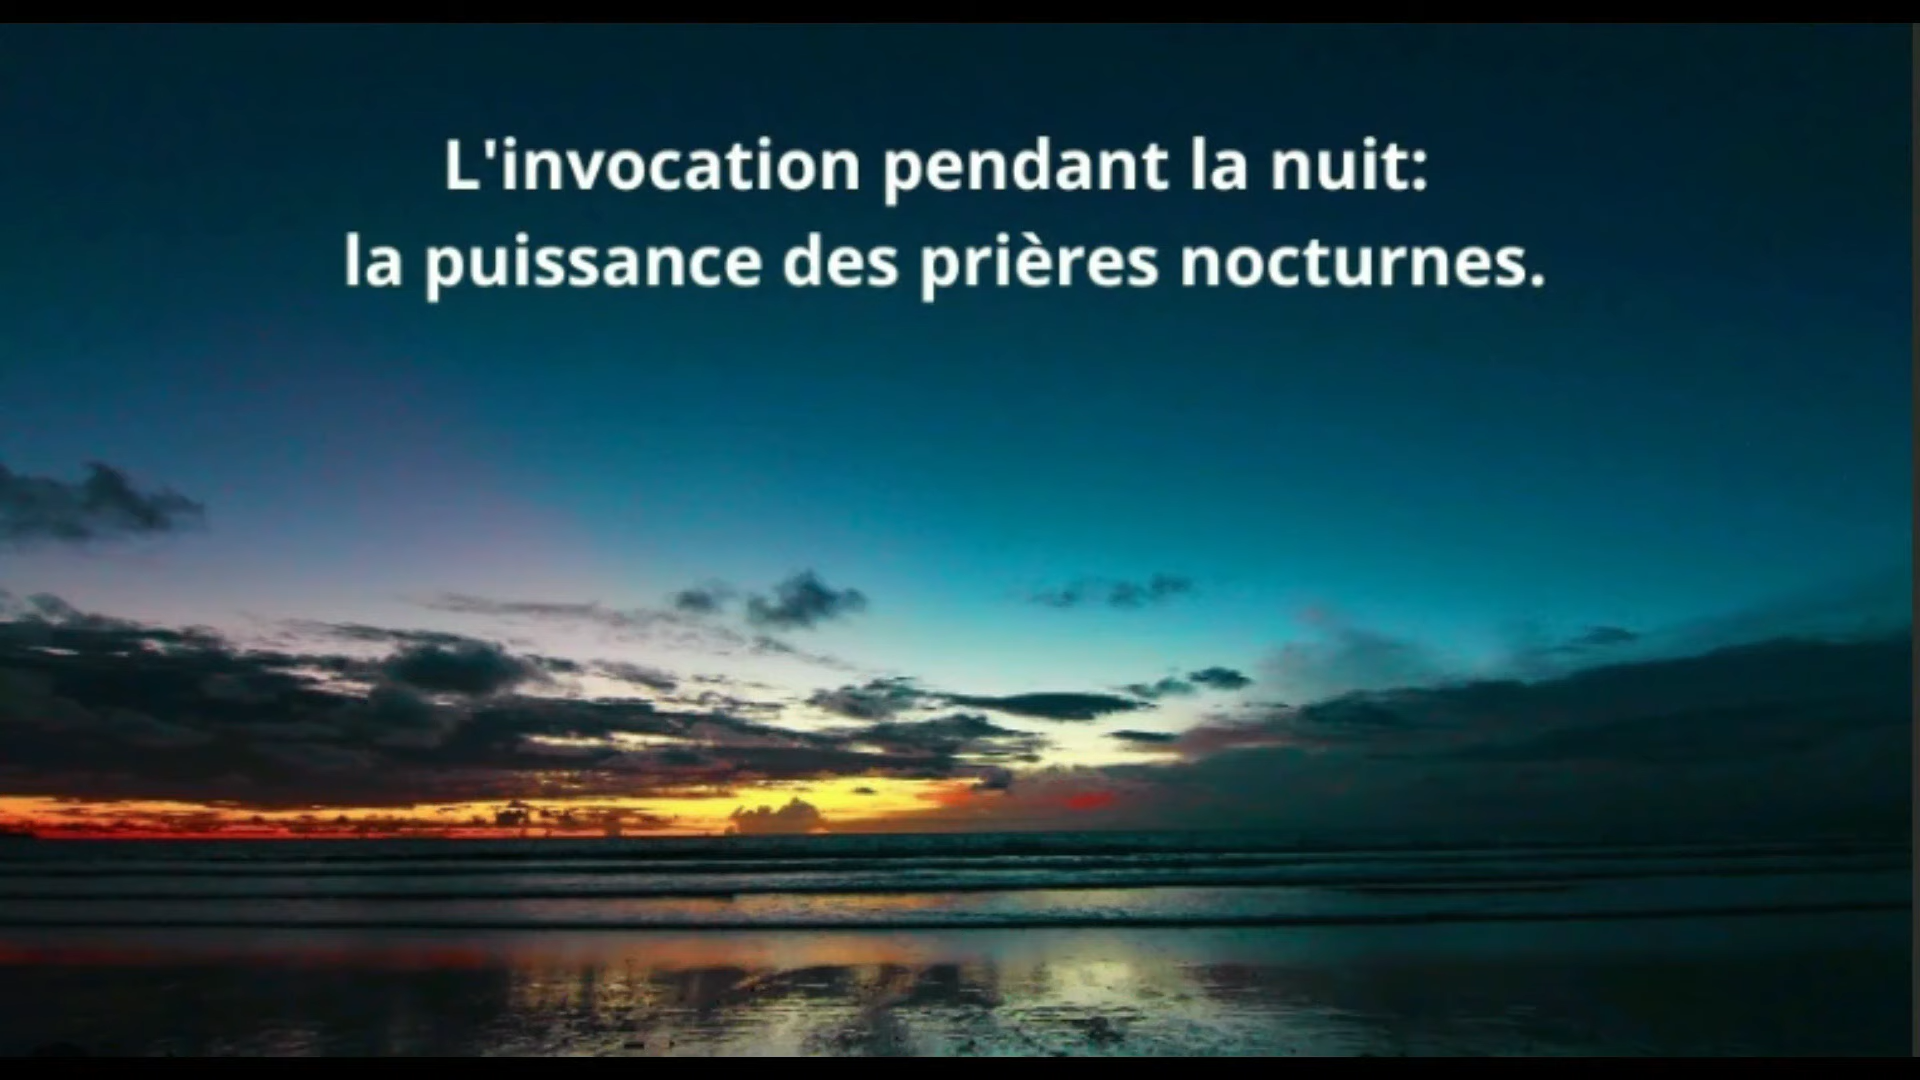 L'invocation pendant la nuit:
la puissance des prières nocturnes.